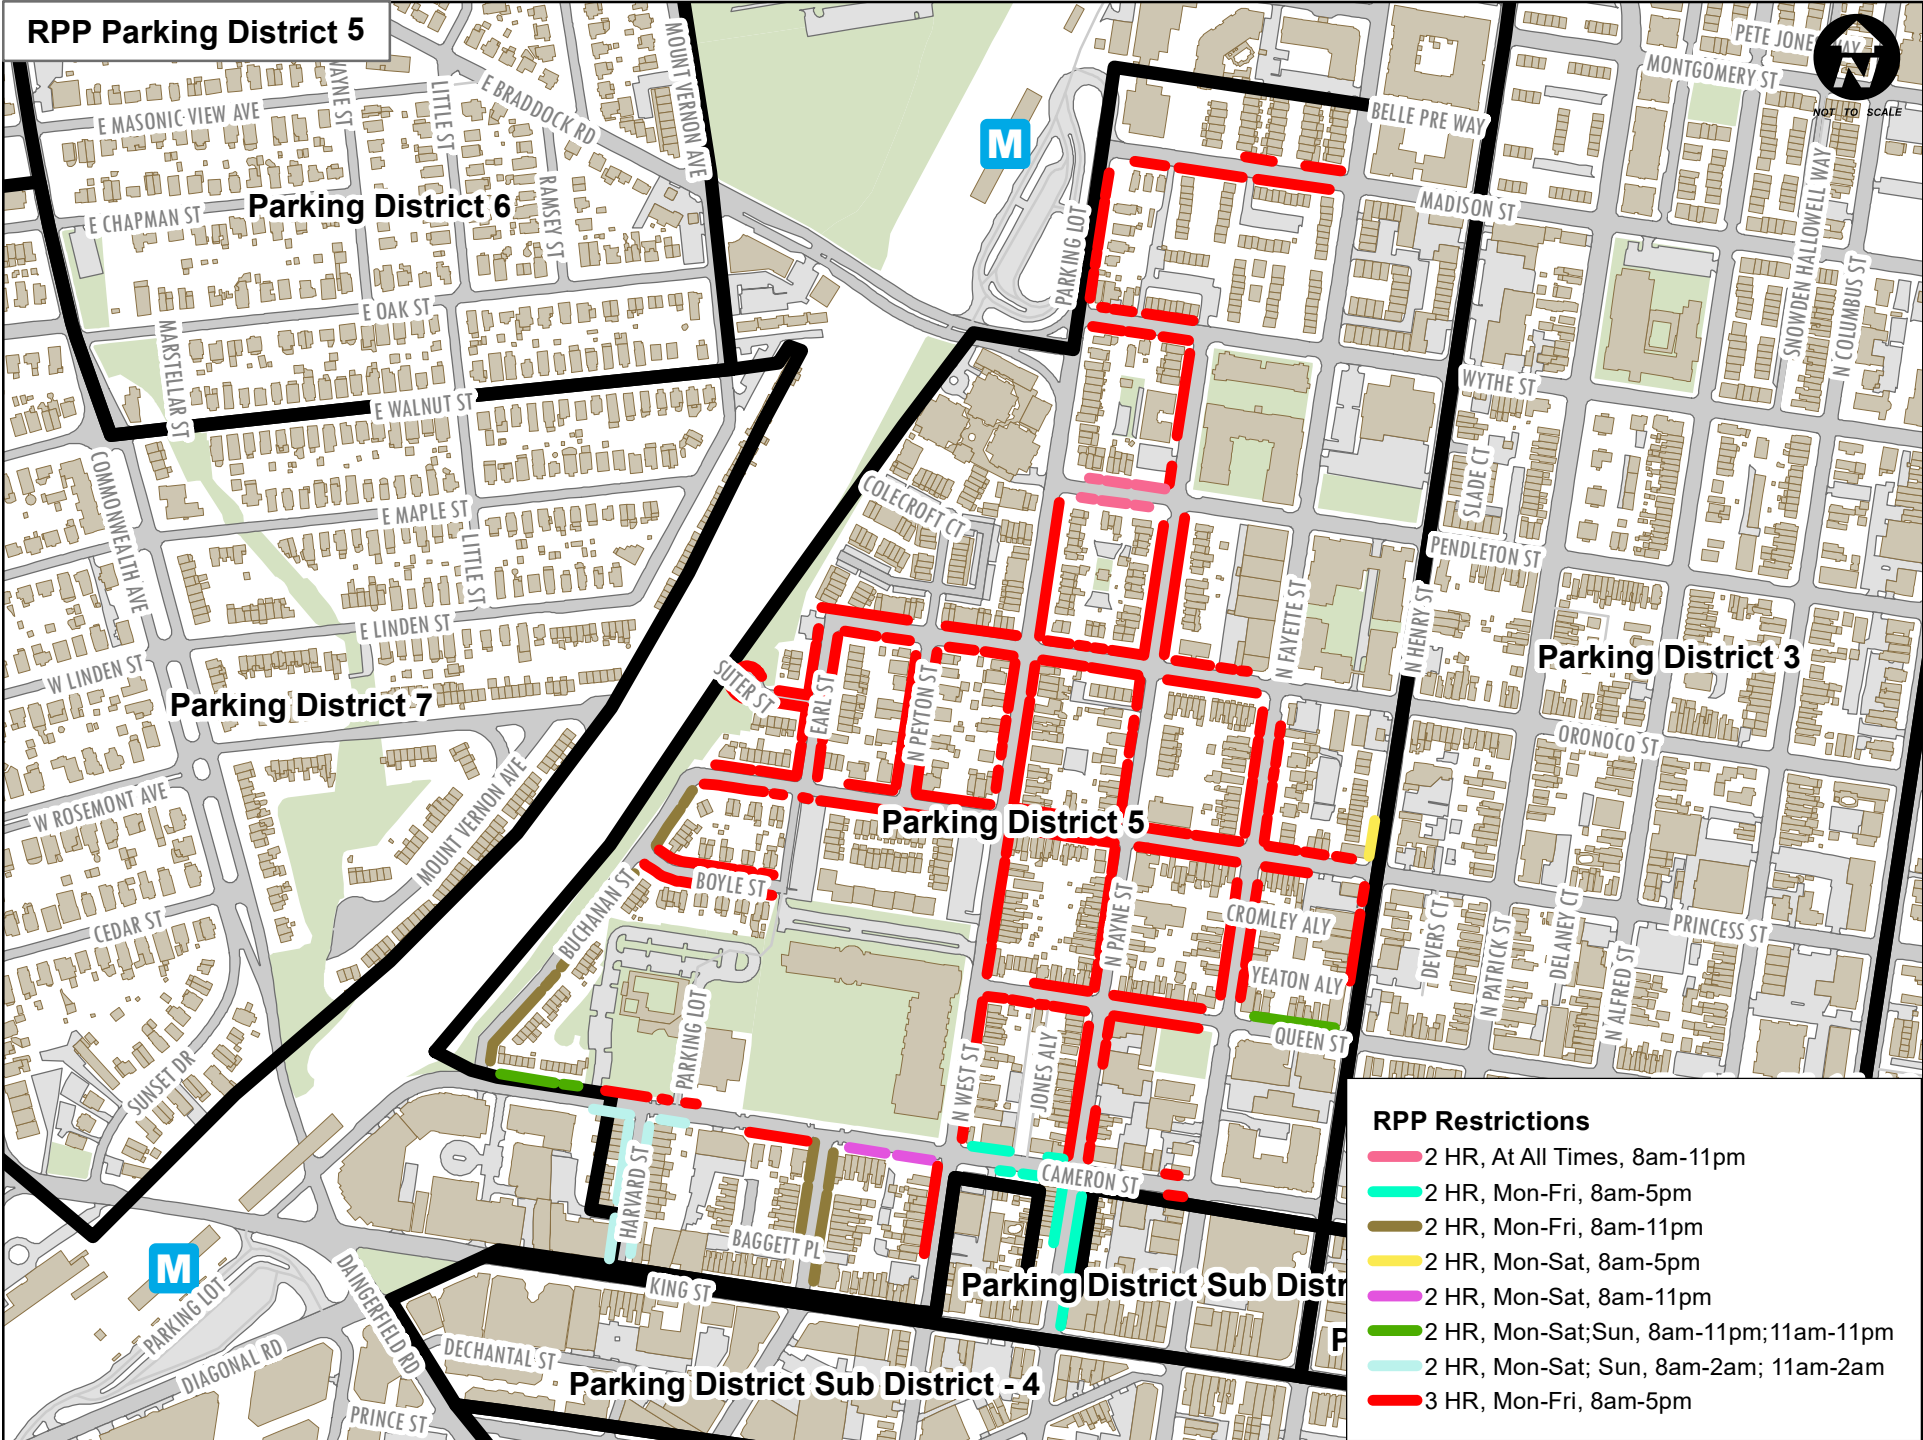 RPP Parking District 5
PETE JONES WAY
MONTGOMERY ST
NOT TO SCALE
WAYNE ST
LITTLE ST
E BRADDOCK RD
MOUNT VERNON AVE
E MASONIC VIEW AVE
BELLE PRE WAY
M
Parking District 6
E CHAPMAN ST
RAMSEY ST
MADISON ST
SNOWDEN HALLOWELL WAY
N COLUMBUS ST
PARKING LOT
E OAK ST
MARSTELLAR ST
E WALNUT ST
WYTHE ST
COMMONWEALTH AVE
E MAPLE ST
LITTLE ST
COLECROFT CT
SLADE CT
PENDLETON ST
E LINDEN ST
N FAYETTE ST
N HENRY ST
W LINDEN ST
Parking District 3
SUTER ST
EARL ST
N PEYTON ST
Parking District 7
ORONOCO ST
W ROSEMONT AVE
MOUNT VERNON AVE
Parking District 5
BOYLE ST
BUCHANAN ST
CEDAR ST
N PAYNE ST
CROMLEY ALY
YEATON ALY
DEVERS CT
N PATRICK ST
DELANEY CT
N ALFRED ST
PRINCESS ST
SUNSET DR
PARKING LOT
N WEST ST
JONES ALY
QUEEN ST
HARVARD ST
CAMERON ST
BAGGETT PL
M
PARKING LOT
DIAGONAL RD
DAINGERFIELD RD
KING ST
Parking District Sub Distr
P
DECHANTAL ST
Parking District Sub District - 4
PRINCE ST
RPP Restrictions
2 HR, At All Times, 8am-11pm
2 HR, Mon-Fri, 8am-5pm
2 HR, Mon-Fri, 8am-11pm
2 HR, Mon-Sat, 8am-5pm
2 HR, Mon-Sat, 8am-11pm
2 HR, Mon-Sat;Sun, 8am-11pm;11am-11pm
2 HR, Mon-Sat; Sun, 8am-2am; 11am-2am
3 HR, Mon-Fri, 8am-5pm